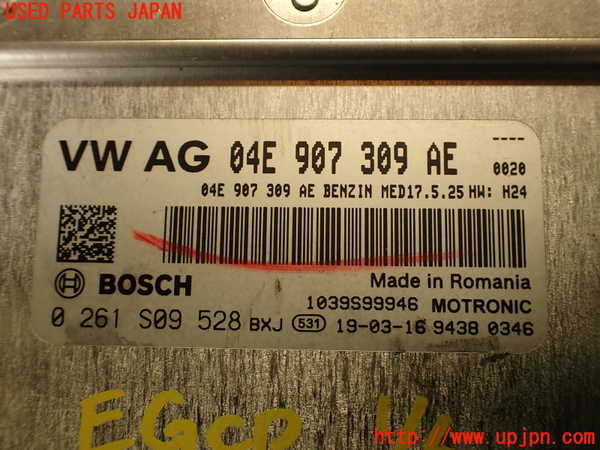 USED PARTS JAPAN
VW AG 04E 907 309 AE
----
0020
04E 907 309 AE BENZIN MED17.5.25 HW: H24
BOSCH
Made in Romania
1039S99946 MOTRONIC
0 261 S09 528 BXJ 531 19-03-16 9438 0346
EGCP
http://www.upjpn.com/